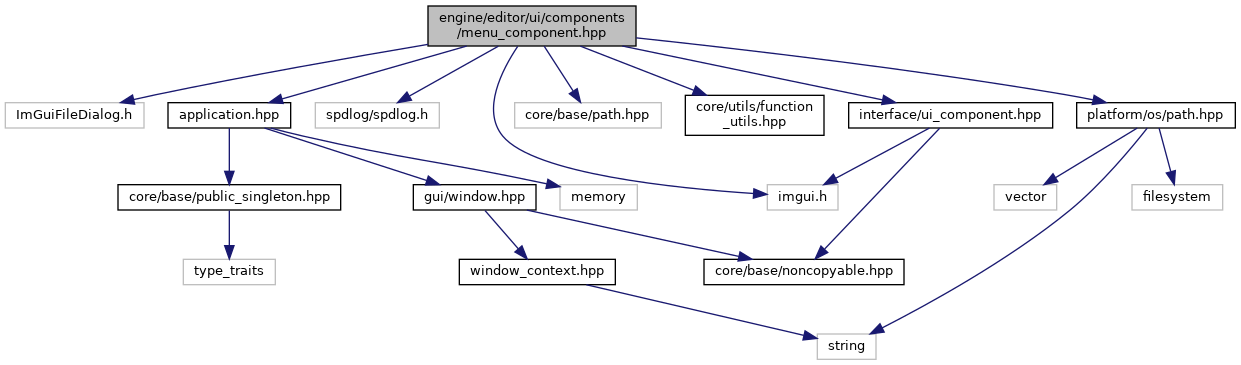 engine/editor/ui/components
/menu_component.hpp
ImGuiFileDialog.h
application.hpp
spdlog/spdlog.h
core/base/path.hpp
core/utils/function
_utils.hpp
interface/ui_component.hpp
platform/os/path.hpp
core/base/public_singleton.hpp
gui/window.hpp
memory
imgui.h
vector
filesystem
type_traits
window_context.hpp
core/base/noncopyable.hpp
string